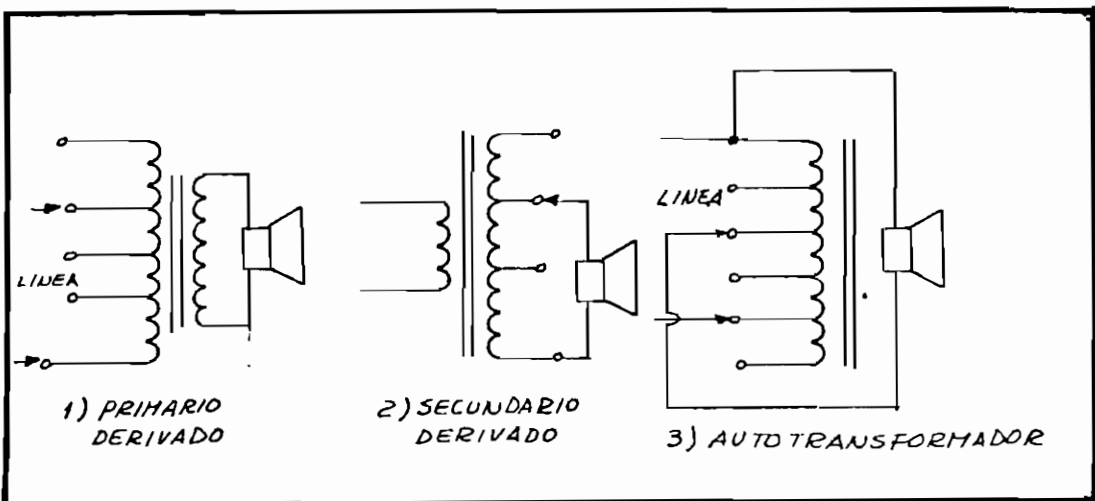 LINEA
1) PRIMARIO
DERIVADO
2) SECUNDARIO
DERIVADO
LINEA
3) AUTOTRANSFORMADOR